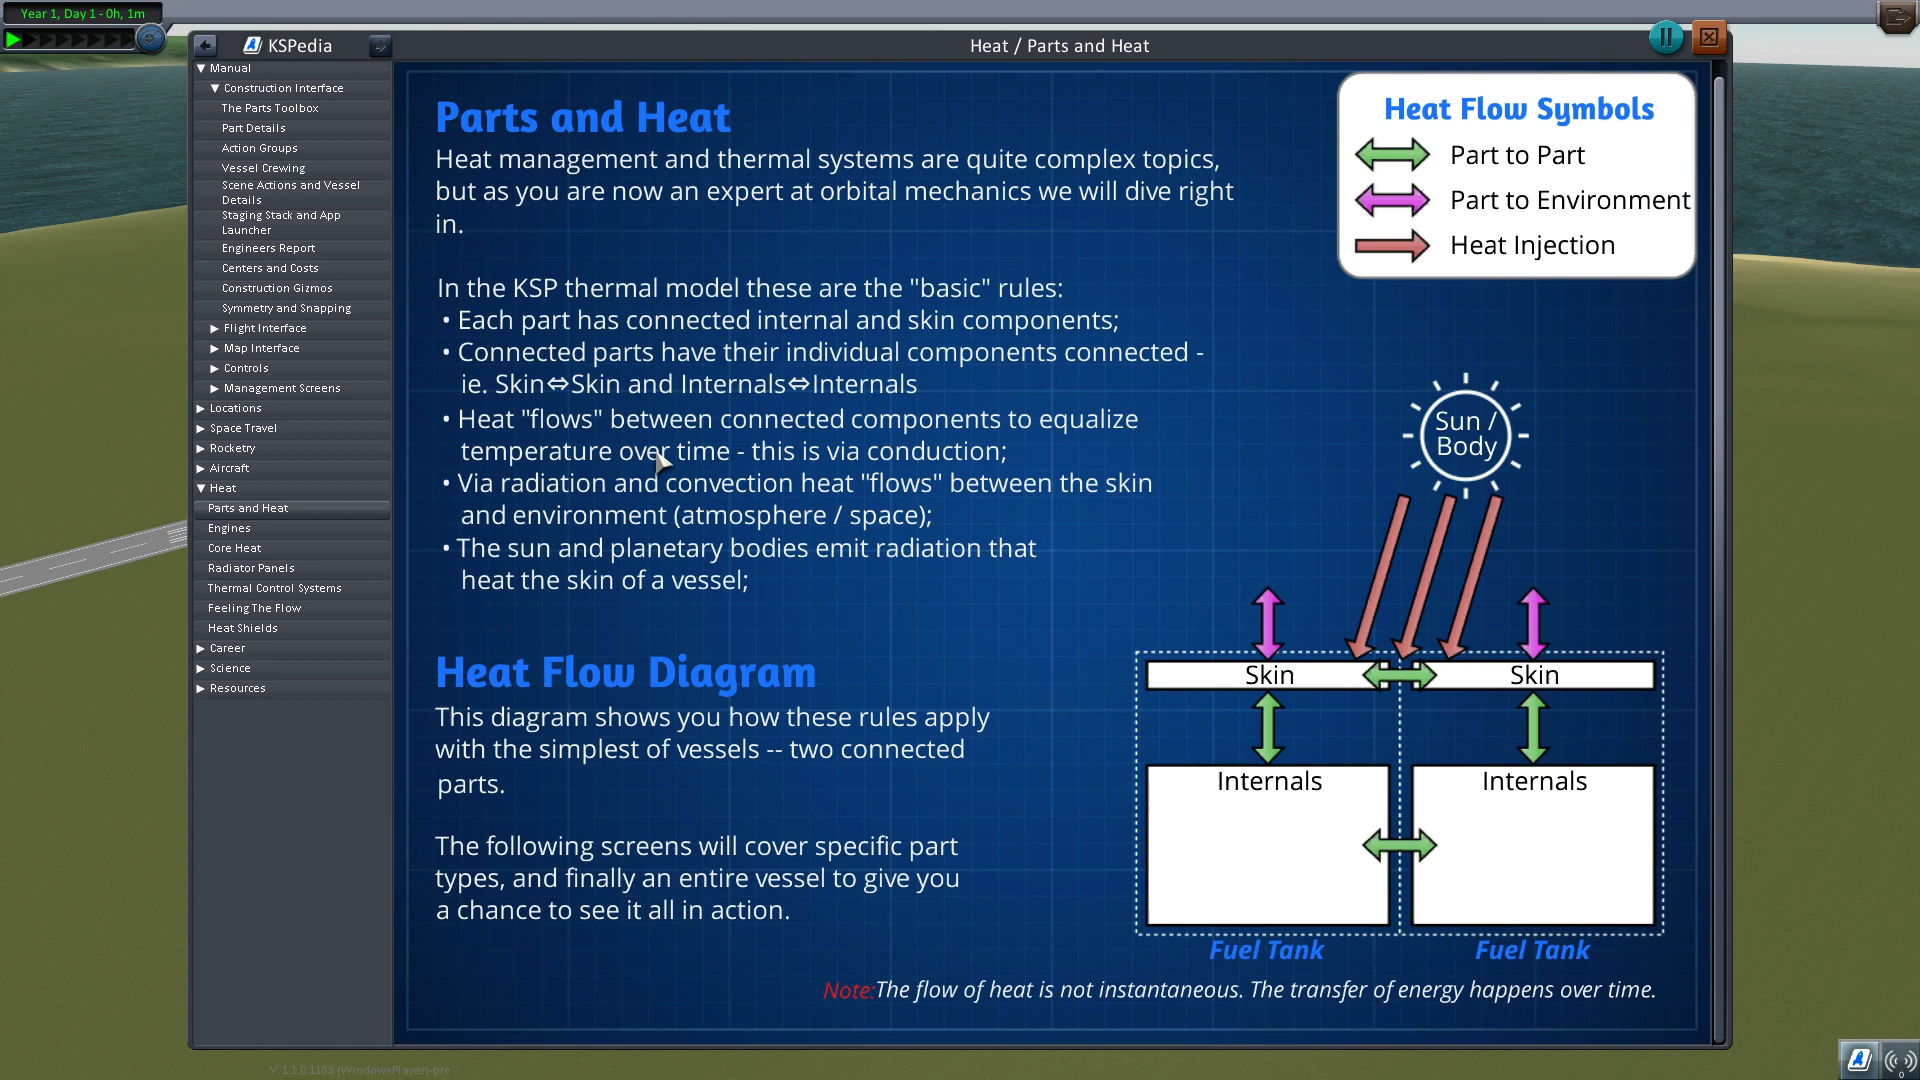 Year 1, Day 1 - 0h, 1m
KSPedia
Heat / Parts and Heat
Manual
Construction Interface
The Parts Toolbox
Part Details
Action Groups
Vessel Crewing
Scene Actions and Vessel
Details
Staging Stack and App
Launcher
Engineers Report
Centers and Costs
Construction Gizmos
Symmetry and Snapping
Flight Interface
Map Interface
Controls
Management Screens
Locations
Space Travel
Rocketry
Aircraft
Heat
Parts and Heat
Engines
Core Heat
Radiator Panels
Thermal Control Systems
Feeling The Flow
Heat Shields
Career
Science
Resources
Parts and Heat
Heat management and thermal systems are quite complex topics,
but as you are now an expert at orbital mechanics we will dive right
in.
In the KSP thermal model these are the "basic" rules:
• Each part has connected internal and skin components;
• Connected parts have their individual components connected -
ie. Skin⇔Skin and Internals⇔Internals
• Heat "flows" between connected components to equalize
temperature over time - this is via conduction;
• Via radiation and convection heat "flows" between the skin
and environment (atmosphere / space);
• The sun and planetary bodies emit radiation that
heat the skin of a vessel;
Heat Flow Diagram
This diagram shows you how these rules apply
with the simplest of vessels -- two connected
parts.
The following screens will cover specific part
types, and finally an entire vessel to give you
a chance to see it all in action.
Heat Flow Symbols
Part to Part
Part to Environment
Heat Injection
Sun /
Body
Skin
Skin
Internals
Internals
Fuel Tank
Fuel Tank
Note:The flow of heat is not instantaneous. The transfer of energy happens over time.
V: 1.1.0.1183 (WindowsPlayer)-pre
0